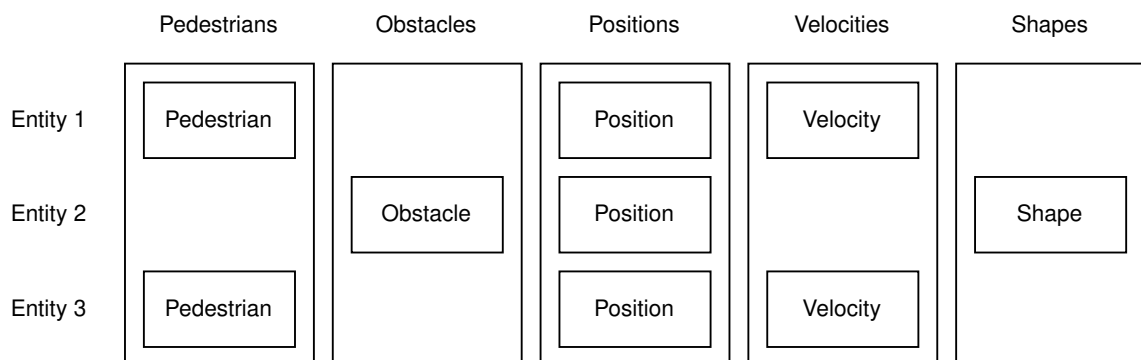 Pedestrians Obstacles Positions Velocities Shapes
Entity 1 Pedestrian Position Velocity
Entity 2 Obstacle Position Shape
Entity 3 Pedestrian Position Velocity